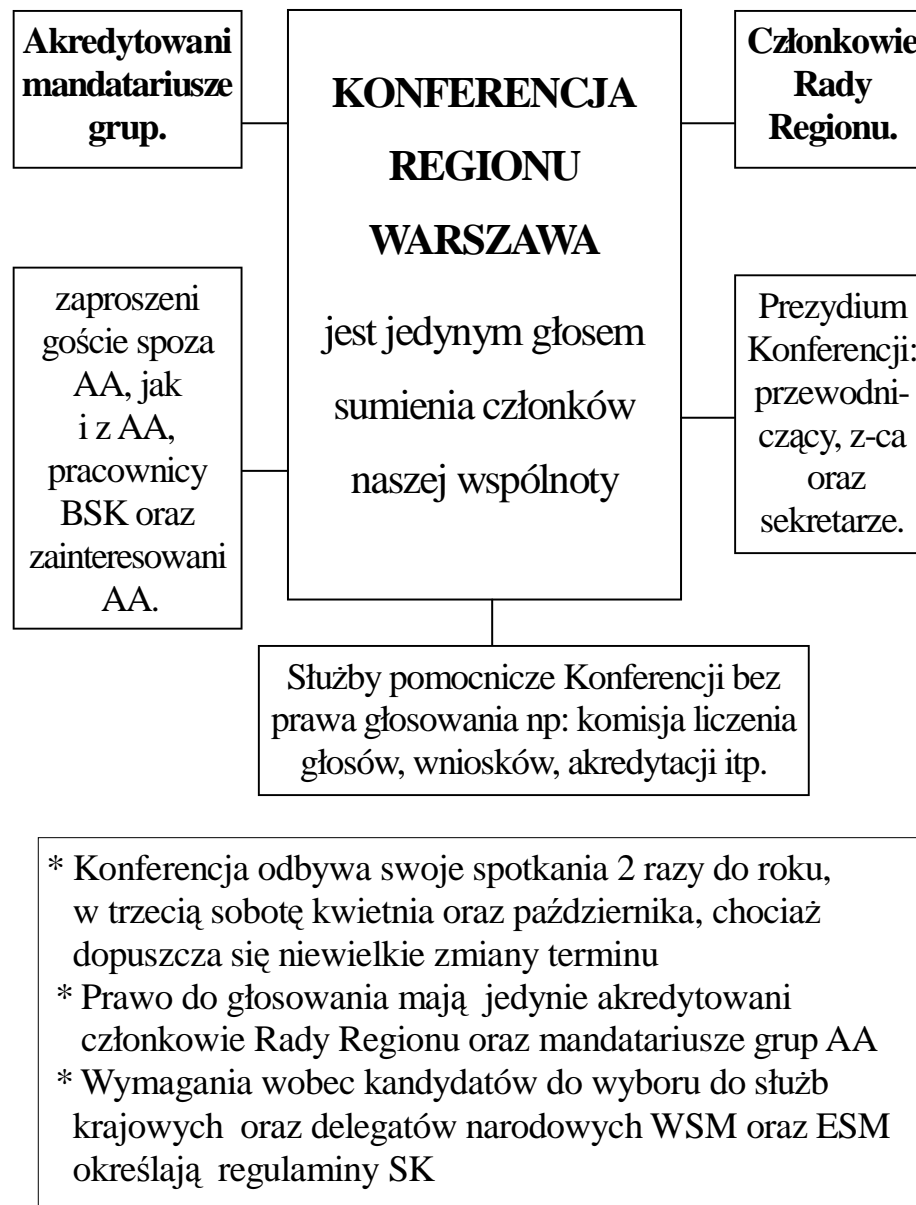 Akredytowani
mandatariusze
grup.
KONFERENCJA
REGIONU
WARSZAWA
jest jedynym głosem
sumienia członków
naszej wspólnoty
Członkowie
Rady
Regionu.
zaproszeni
goście spoza
AA, jak
i z AA,
pracownicy
BSK oraz
zainteresowani
AA.
Prezydium
Konferencji:
przewodni-
czący, z-ca
oraz
sekretarze.
Służby pomocnicze Konferencji bez
prawa głosowania np: komisja liczenia
głosów, wniosków, akredytacji itp.
* Konferencja odbywa swoje spotkania 2 razy do roku,
w trzecią sobotę kwietnia oraz października, chociaż
dopuszcza się niewielkie zmiany terminu
* Prawo do głosowania mają jedynie akredytowani
członkowie Rady Regionu oraz mandatariusze grup AA
* Wymagania wobec kandydatów do wyboru do służb
krajowych oraz delegatów narodowych WSM oraz ESM
określają regulaminy SK